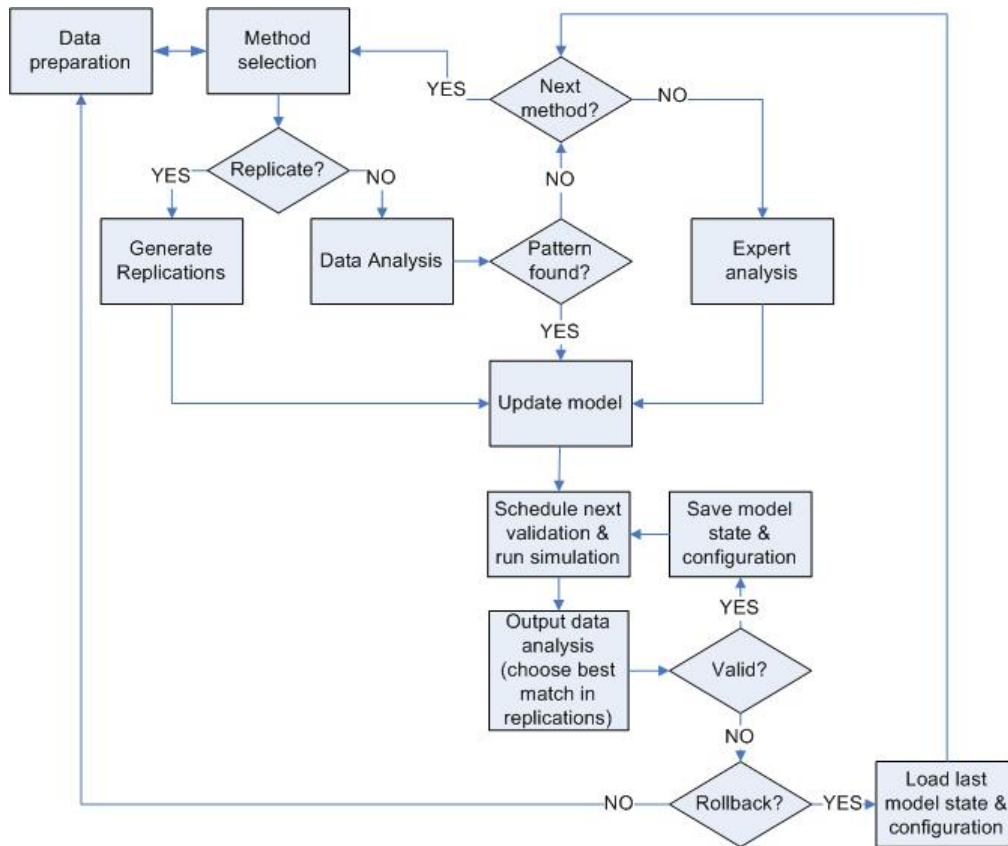 Data
preparation
Method
selection
YES
Next
method?
NO
Replicate?
YES
NO
NO
Generate
Replications
Data Analysis
Pattern
found?
Expert
analysis
YES
Update model
Schedule next
validation &
run simulation
Save model
state &
configuration
YES
Output data
analysis
(choose best
match in
replications)
Valid?
NO
NO
Rollback?
YES
Load last
model state &
configuration